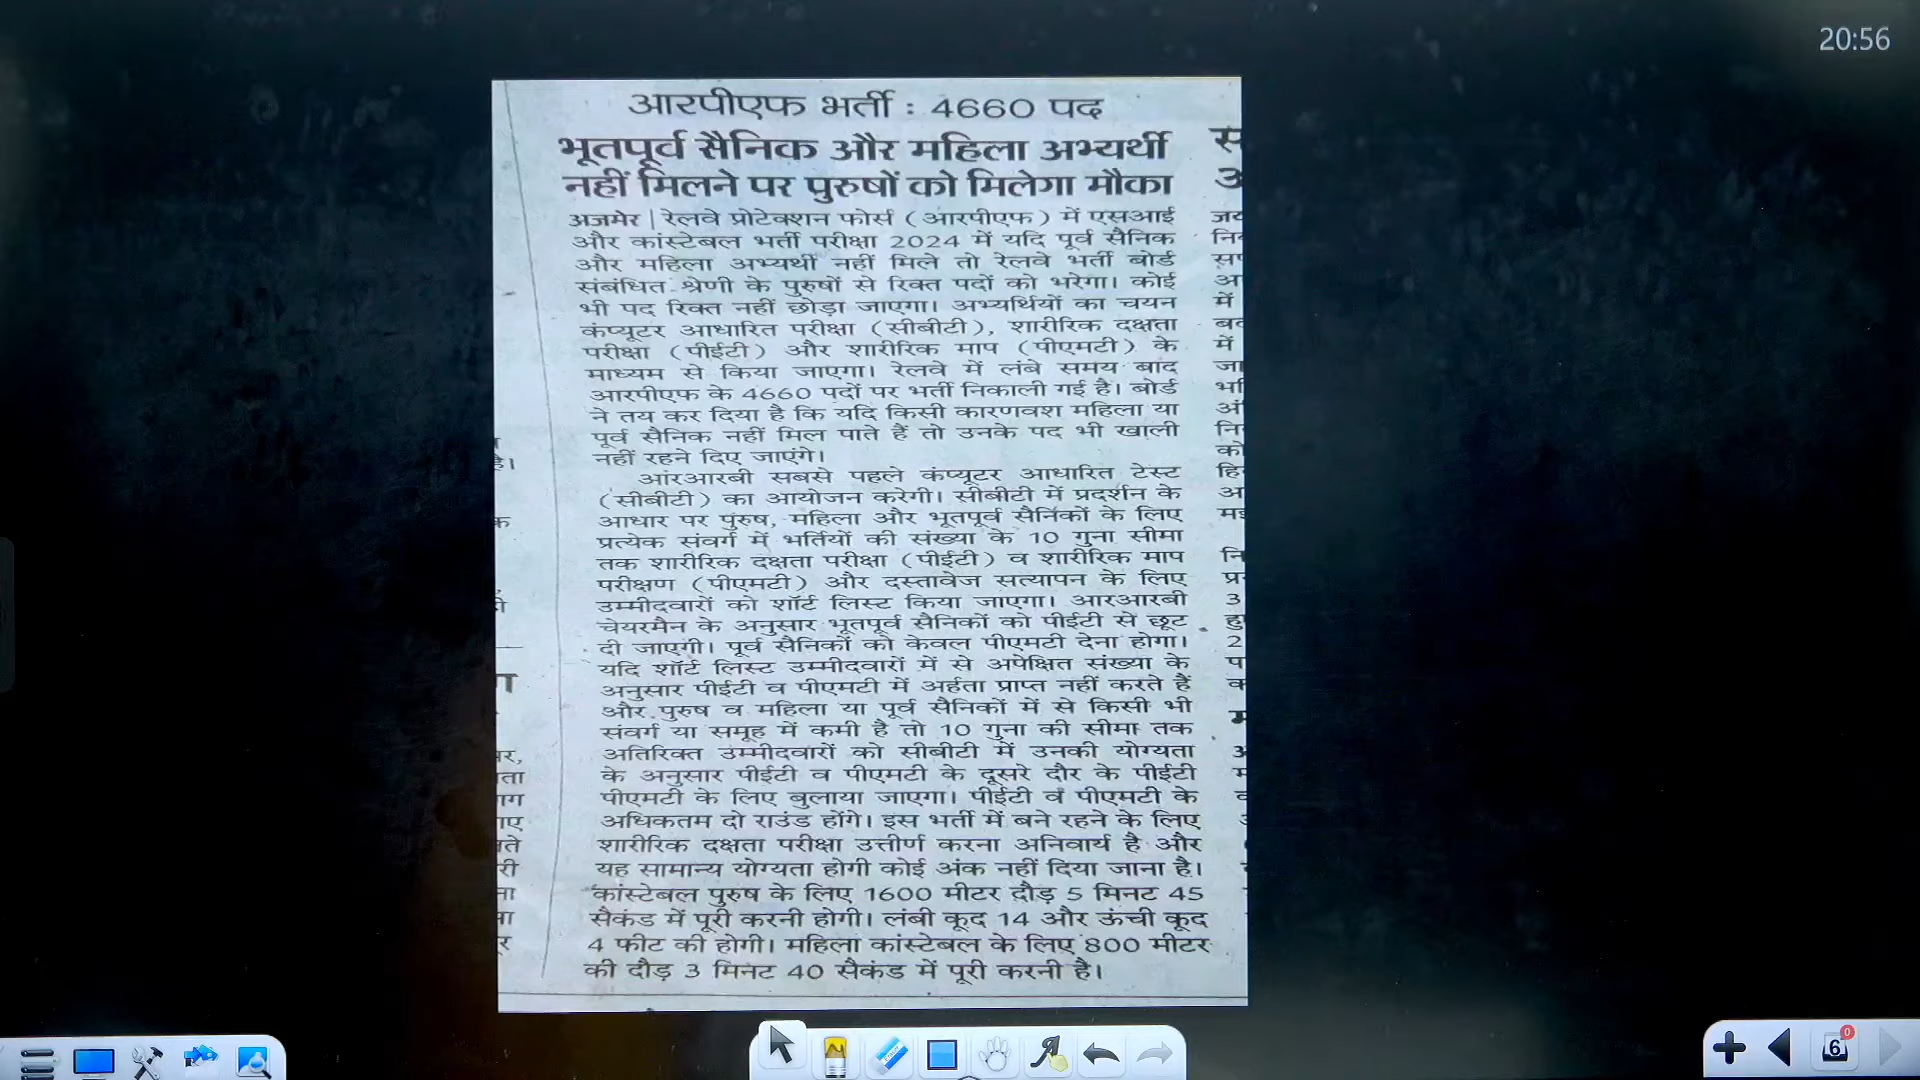 20:56
आरपीएफ भर्ती : 4660 पद
भूतपूर्व सैनिक और महिला अभ्यर्थी
नहीं मिलने पर पुरुषों को मिलेगा मौका
अजमेर | रेलवे प्रोटेक्शन फोर्स (आरपीएफ) में एसआई
और कांस्टेबल भर्ती परीक्षा 2024 में यदि पूर्व सैनिक
और महिला अभ्यर्थी नहीं मिले तो रेलवे भर्ती बोर्ड
संबंधित श्रेणी के पुरुषों से रिक्त पदों को भरेगा। कोई
भी पद रिक्त नहीं छोड़ा जाएगा। अभ्यर्थियों का चयन
कंप्यूटर आधारित परीक्षा (सीबीटी), शारीरिक दक्षता
परीक्षा (पीईटी) और शारीरिक माप (पीएमटी) के
माध्यम से किया जाएगा। रेलवे में लंबे समय बाद
आरपीएफ के 4660 पदों पर भर्ती निकाली गई है। बोर्ड
ने तय कर दिया है कि यदि किसी कारणवश महिला या
पूर्व सैनिक नहीं मिल पाते हैं तो उनके पद भी खाली
नहीं रहने दिए जाएंगे।
आंरआरबी सबसे पहले कंप्यूटर आधारित टेस्ट
(सीबीटी) का आयोजन करेगी। सीबीटी में प्रदर्शन के
आधार पर पुरुष, महिला और भूतपूर्व सैनिकों के लिए
प्रत्येक संवर्ग में भर्तियों की संख्या के 10 गुना सीमा
तक शारीरिक दक्षता परीक्षा (पीईटी) व शारीरिक माप
परीक्षण (पीएमटी) और दस्तावेज सत्यापन के लिए
उम्मीदवारों को शॉर्ट लिस्ट किया जाएगा। आरआरबी
चेयरमैन के अनुसार भूतपूर्व सैनिकों को पीईटी से छूट
दी जाएगी। पूर्व सैनिकों को केवल पीएमटी देना होगा।
यदि शॉर्ट लिस्ट उम्मीदवारों में से अपेक्षित संख्या के
अनुसार पीईटी व पीएमटी में अर्हता प्राप्त नहीं करते हैं
और पुरुष व महिला या पूर्व सैनिकों में से किसी भी
संवर्ग या समूह में कमी है तो 10 गुना की सीमा तक
अतिरिक्त उम्मीदवारों को सीबीटी में उनकी योग्यता
के अनुसार पीईटी व पीएमटी के दूसरे दौर के पीईटी
पीएमटी के लिए बुलाया जाएगा। पीईटी व पीएमटी के
अधिकतम दो राउंड होंगे। इस भर्ती में बने रहने के लिए
शारीरिक दक्षता परीक्षा उत्तीर्ण करना अनिवार्य है और
यह सामान्य योग्यता होगी कोई अंक नहीं दिया जाना है।
कांस्टेबल पुरुष के लिए 1600 मीटर दौड़ 5 मिनट 45
सैकंड में पूरी करनी होगी। लंबी कूद 14 और ऊंची कूद
4 फीट की होगी। महिला कांस्टेबल के लिए 800 मीटर
की दौड़ 3 मिनट 40 सैकंड में पूरी करनी है।